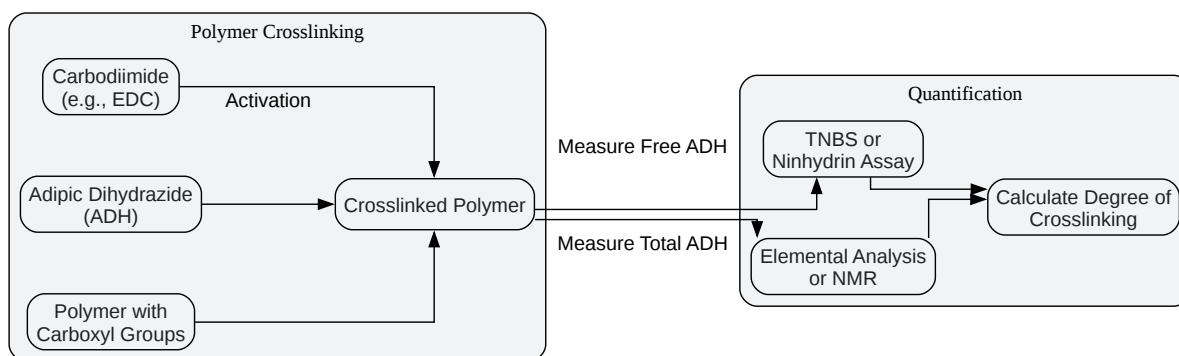 Polymer Crosslinking
Carbodiimide
(e.g., EDC)
Activation
Adipic Dihydrazide
(ADH)
Crosslinked Polymer
Polymer with
Carboxyl Groups
Measure Free ADH
Measure Total ADH
Quantification
TNBS or
Ninhydrin Assay
Elemental Analysis
or NMR
Calculate Degree of
Crosslinking